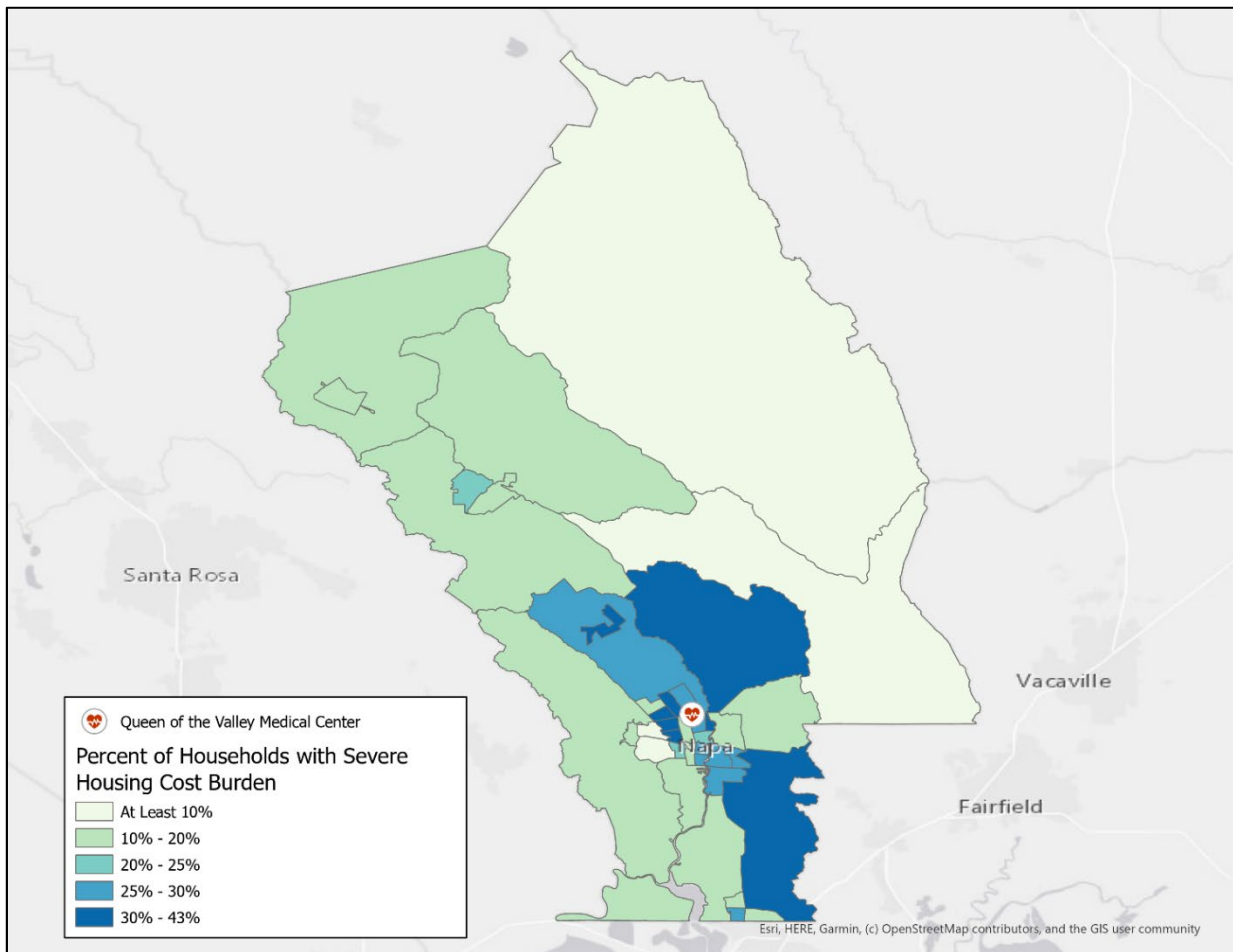 Santa Rosa
Vacaville
Napa
Fairfield
Queen of the Valley Medical Center
Percent of Households with Severe
Housing Cost Burden
At Least 10%
10% - 20%
20% - 25%
25% - 30%
30% - 43%
Esri, HERE, Garmin, (c) OpenStreetMap contributors, and the GIS user community